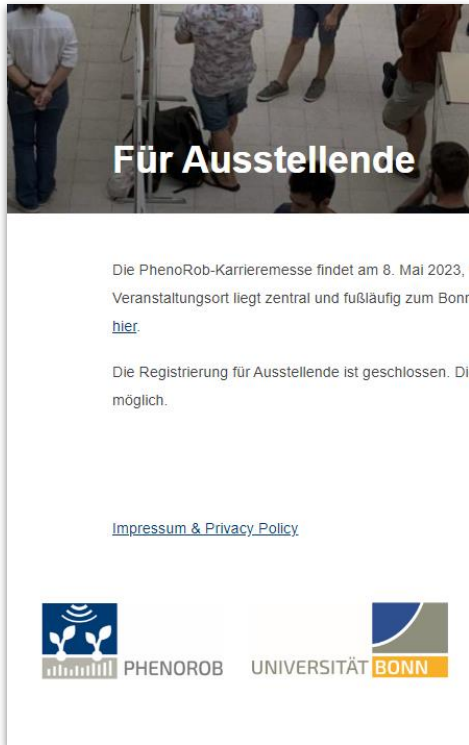 Für Ausstellende
Die PhenoRob-Karrieremesse findet am 8. Mai 2023,
Veranstaltungsort liegt zentral und fußläufig zum Bonn
hier.
Die Registrierung für Ausstellende ist geschlossen. Di
möglich.
Impressum & Privacy Policy
PHENOROB
UNIVERSITÄT BONN